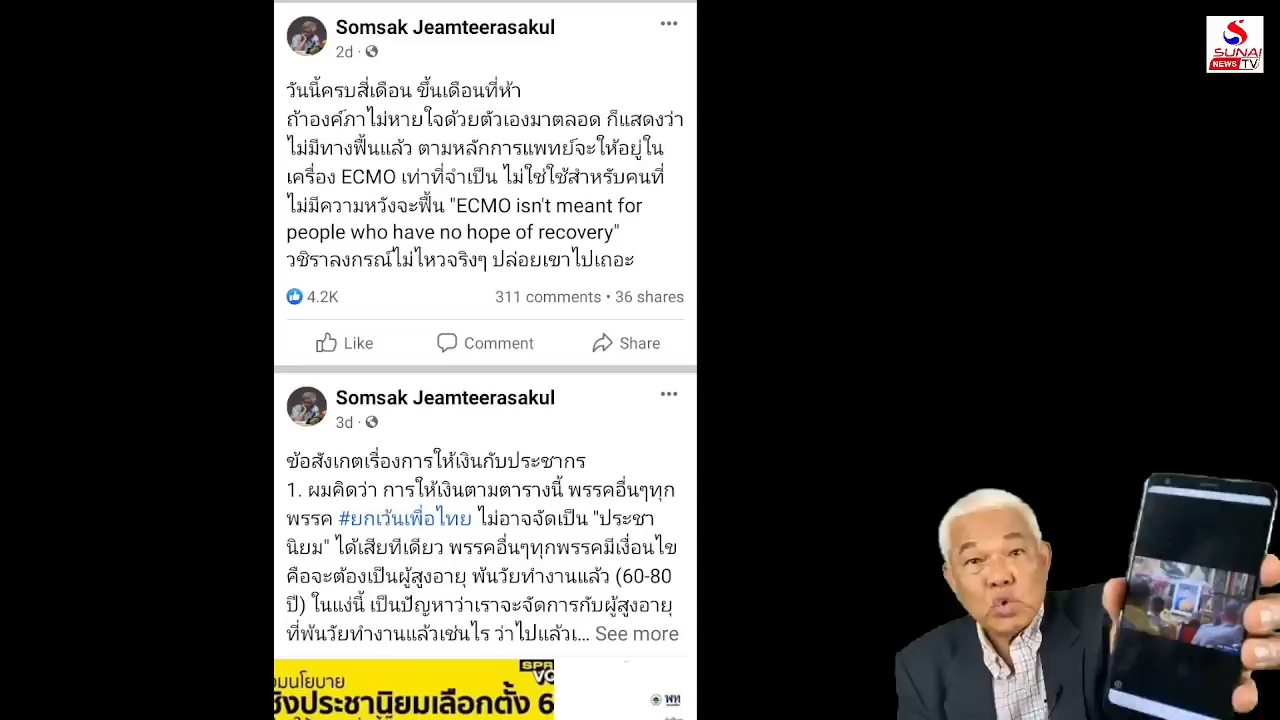 Somsak Jeamteerasakul
2d
วันนี้ครบสี่เดือน ขึ้นเดือนที่ห้า
ถ้าองค์ภาไม่หายใจด้วยตัวเองมาตลอด ก็แสดงว่า
ไม่มีทางฟื้นแล้ว ตามหลักการแพทย์จะให้อยู่ใน
เครื่อง ECMO เท่าที่จำเป็น ไม่ใช่ใช้สำหรับคนที่
ไม่มีความหวังจะฟื้น "ECMO isn't meant for
people who have no hope of recovery"
วชิราลงกรณ์ไม่ไหวจริงๆ ปล่อยเขาไปเถอะ
4.2K 311 comments • 36 shares
Like Comment Share
Somsak Jeamteerasakul
3d
ข้อสังเกตเรื่องการให้เงินกับประชากร
1. ผมคิดว่า การให้เงินตามตารางนี้ พรรคอื่นๆทุก
พรรค #ยกเว้นเพื่อไทย ไม่อาจจัดเป็น "ประชา
นิยม" ได้เสียทีเดียว พรรคอื่นๆทุกพรรคมีเงื่อนไข
คือจะต้องเป็นผู้สูงอายุ พ้นวัยทำงานแล้ว (60-80
ปี) ในแง่นี้ เป็นปัญหาว่าเราจะจัดการกับผู้สูงอายุ
ที่พ้นวัยทำงานแล้วเช่นไร ว่าไปแล้วเ... See more
SPR
VO
วมนโยบาย
ชิงประชานิยมเลือกตั้ง 6
พท
SUNAI
NEWS TV